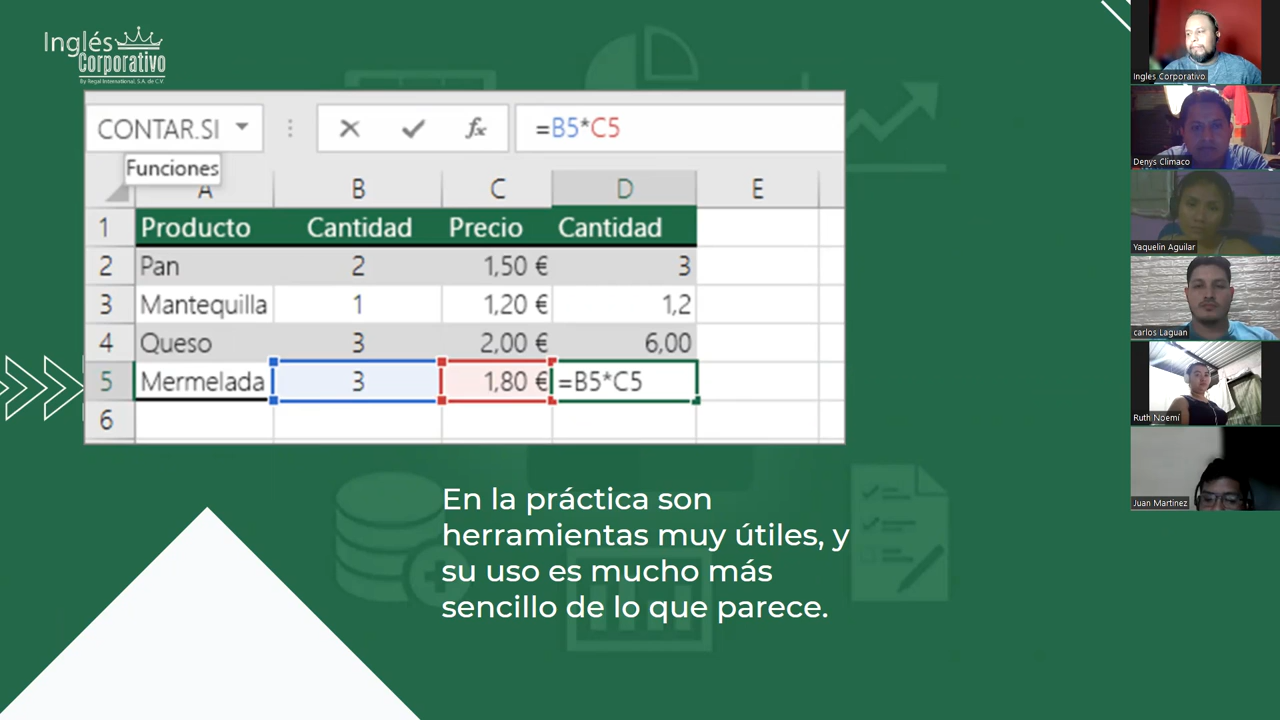 Inglés
Corporativo
By Regal International, S.A. de C.V.
CONTAR.SI fx =B5*C5
Funciones
A B C D E
1 Producto Cantidad Precio Cantidad
2 Pan 2 1,50 € 3
3 Mantequilla 1 1,20 € 1,2
4 Queso 3 2,00 € 6,00
5 Mermelada 3 1,80 € =B5*C5
6
En la práctica son
herramientas muy útiles, y
su uso es mucho más
sencillo de lo que parece.
Ingles Corporativo
Denys Climaco
Yaquelin Aguilar
carlos Laguan
Ruth Noemí
Juan Martinez